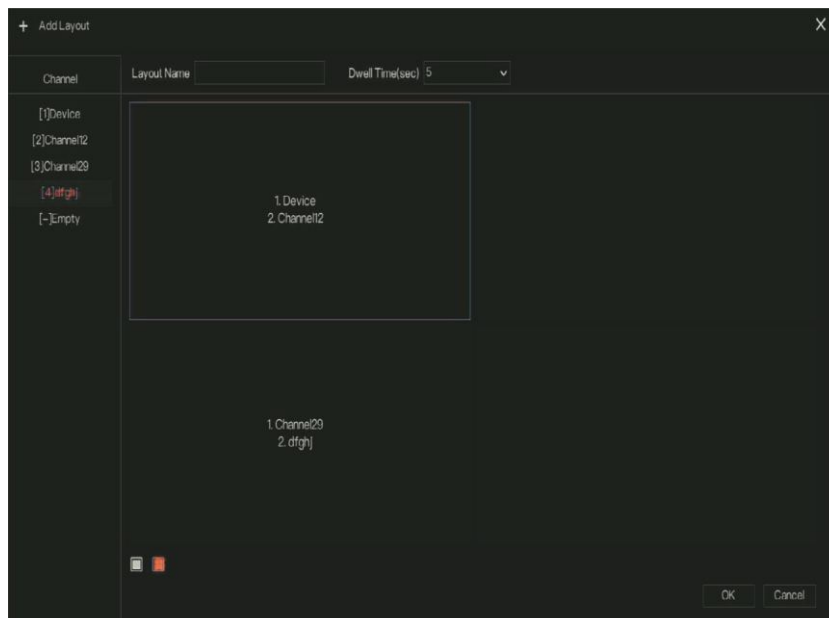 + Add Layout
X
Channel
Layout Name
Dwell Time(sec) 5
[1]Device
[2]Channel12
[3]Channel29
[4]dfghj
[-]Empty
1. Device
2. Channel12
1. Channel29
2. dfghj
OK
Cancel